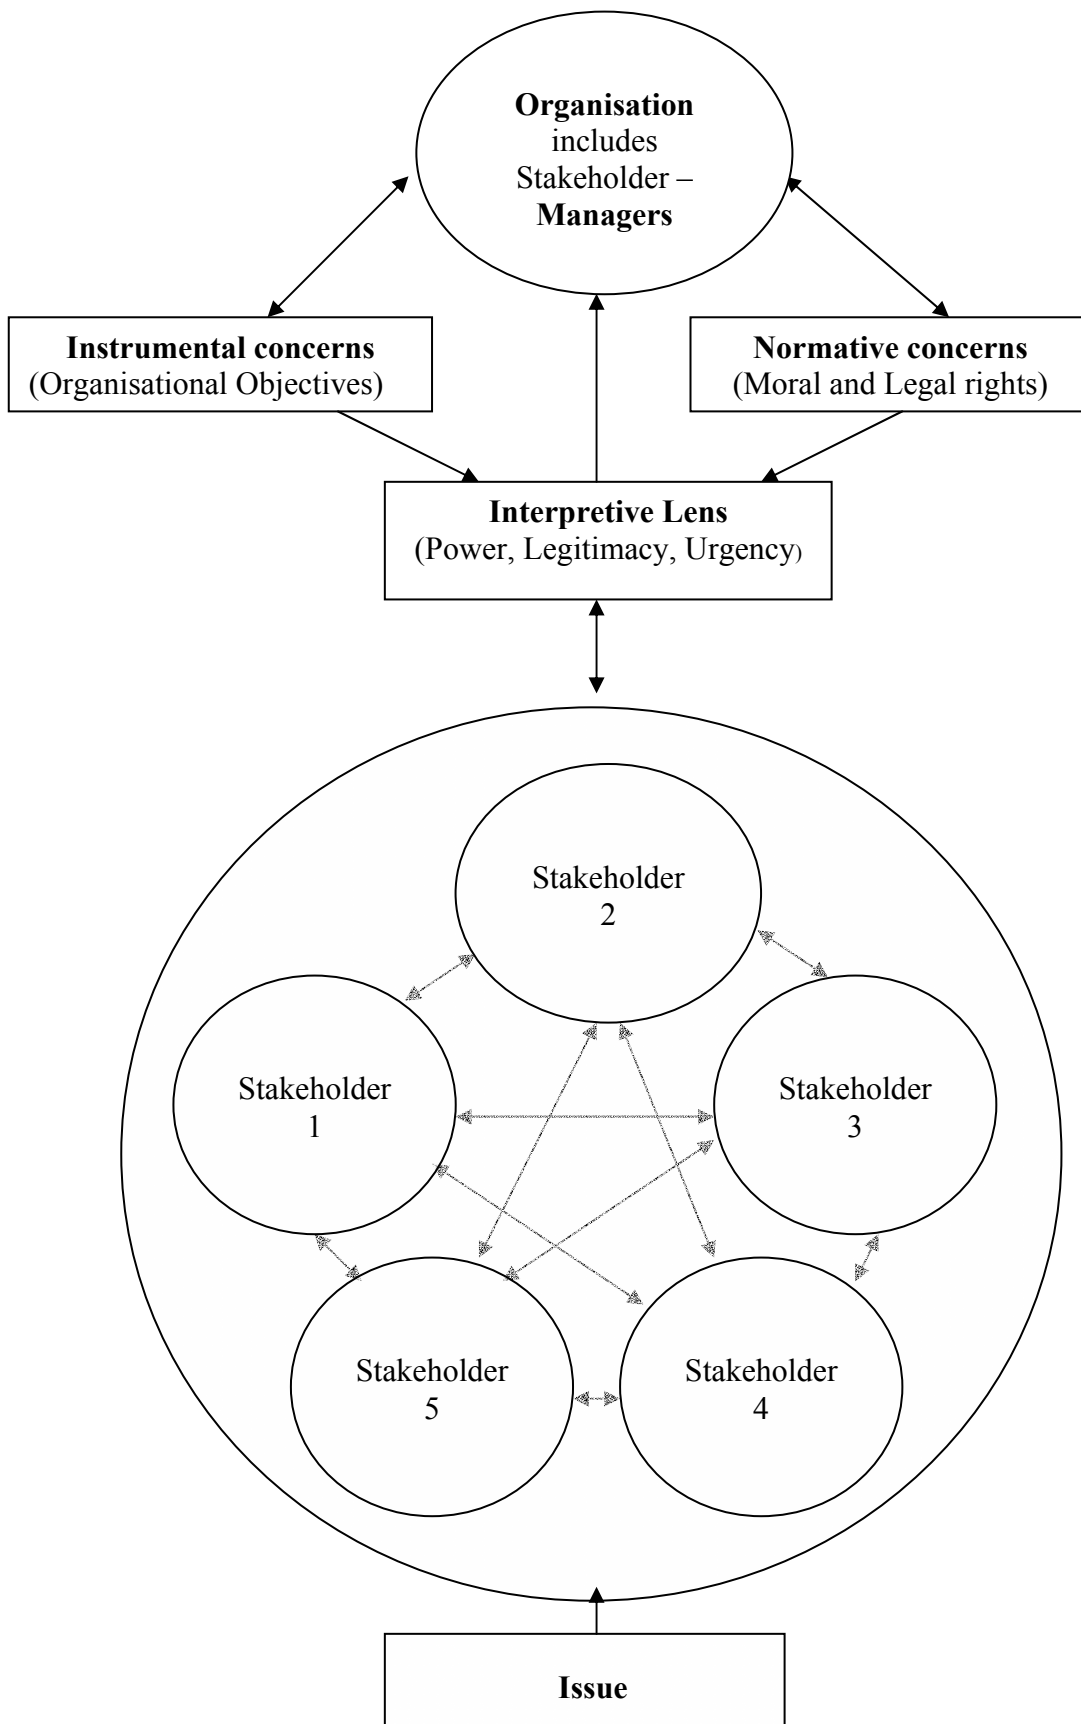 Organisation
includes
Stakeholder –
Managers
Instrumental concerns
(Organisational Objectives)
Normative concerns
(Moral and Legal rights)
Interpretive Lens
(Power, Legitimacy, Urgency)
Stakeholder
2
Stakeholder
1
Stakeholder
3
Stakeholder
5
Stakeholder
4
Issue